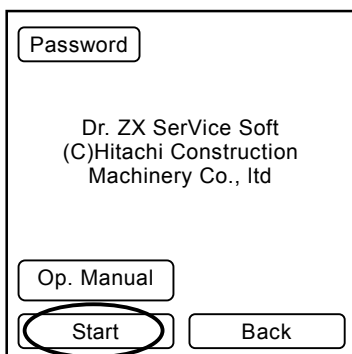 Password
Dr. ZX SerVice Soft
(C)Hitachi Construction
Machinery Co., ltd
Op. Manual
Start Back